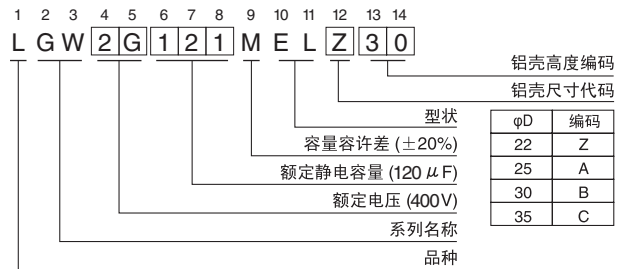 1 2 3 4 5 6 7 8 9 10 11 12 13 14
L G W 2 G 1 2 1 M E L Z 3 0
铝壳高度编码
铝壳尺寸代码
型状
容量容许差 (±20%)
额定静电容量 (120 μF)
额定电压 (400V)
系列名称
品种
φD 编码
22 Z
25 A
30 B
35 C